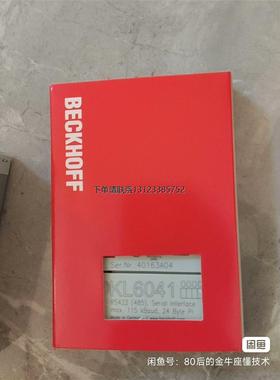 BECKHOFF
下单请联系13123385752
Ser.Nr. 40163404
KL6041
RS422 (485), Serial Interface
max. 115 kBaud, 24 Byte PI
闲鱼
闲鱼号：80后的金牛座懂技术